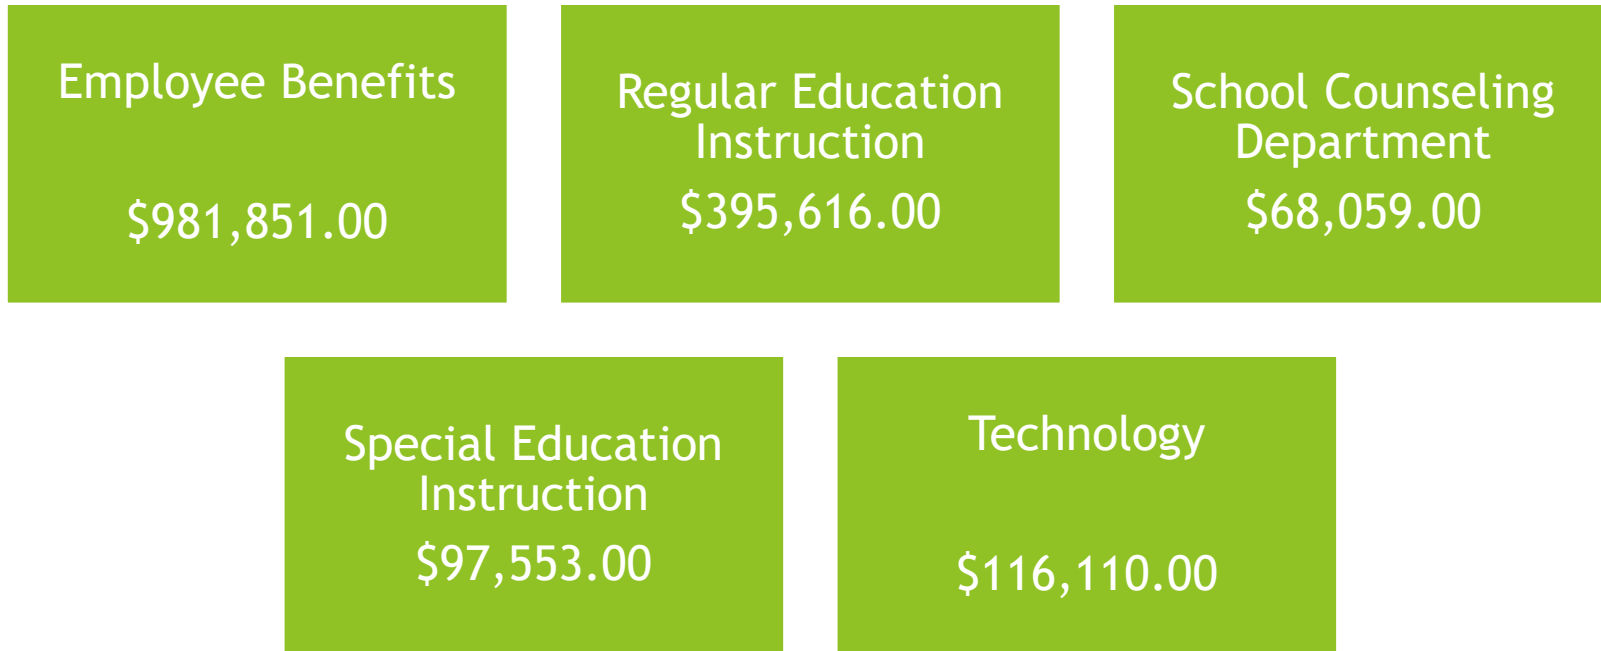 Employee Benefits
$981,851.00
Regular Education
Instruction
$395,616.00
School Counseling
Department
$68,059.00
Special Education
Instruction
$97,553.00
Technology
$116,110.00